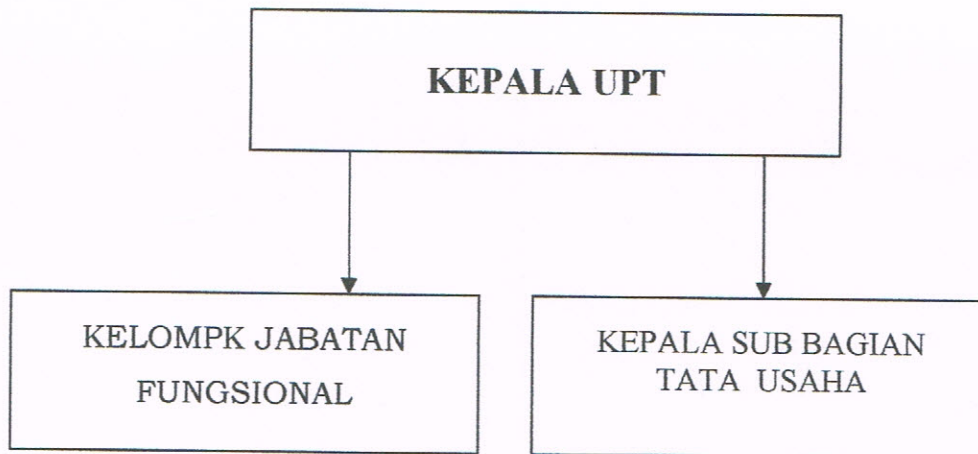 KEPALA UPT
KELOMPK JABATAN
FUNGSIONAL
KEPALA SUB BAGIAN
TATA USAHA